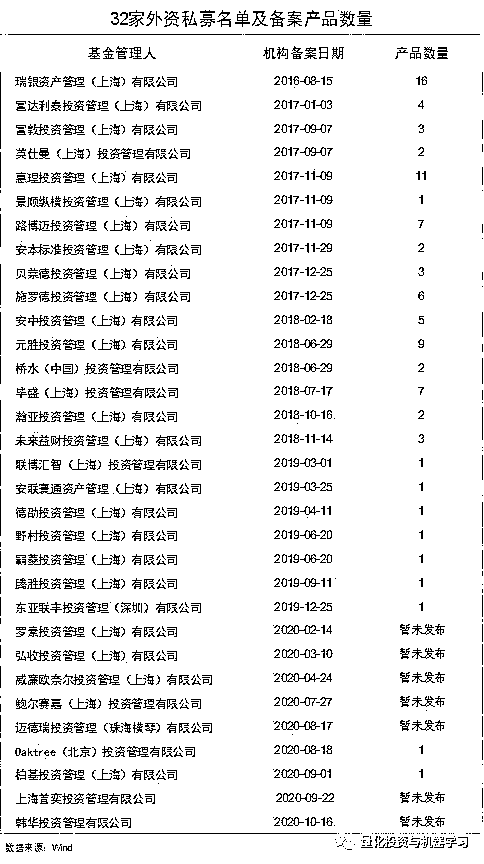 32家外资私募名单及备案产品数量
基金管理人 机构备案日期 产品数量
瑞银资产管理（上海）有限公司 2016-08-15 16
富达利泰投资管理（上海）有限公司 2017-01-03 4
富敦投资管理（上海）有限公司 2017-09-07 3
英仕曼（上海）投资管理有限公司 2017-09-07 2
惠理投资管理（上海）有限公司 2017-11-09 11
景顺纵横投资管理（上海）有限公司 2017-11-09 1
路博迈投资管理（上海）有限公司 2017-11-09 7
安本标准投资管理（上海）有限公司 2017-11-29 2
贝莱德投资管理（上海）有限公司 2017-12-25 3
施罗德投资管理（上海）有限公司 2017-12-25 6
安中投资管理（上海）有限公司 2018-02-18 5
元胜投资管理（上海）有限公司 2018-06-29 9
桥水（中国）投资管理有限公司 2018-06-29 2
毕盛（上海）投资管理有限公司 2018-07-17 7
瀚亚投资管理（上海）有限公司 2018-10-16 2
未来益财投资管理（上海）有限公司 2018-11-14 3
联博汇智（上海）投资管理有限公司 2019-03-01 1
安联寰通资产管理（上海）有限公司 2019-03-25 1
德劭投资管理（上海）有限公司 2019-04-11 1
野村投资管理（上海）有限公司 2019-06-20 1
霸菱投资管理（上海）有限公司 2019-06-20 1
腾胜投资管理（上海）有限公司 2019-09-11 1
东亚联丰投资管理（深圳）有限公司 2019-12-25 1
罗素投资管理（上海）有限公司 2020-02-14 暂未发布
弘收投资管理（上海）有限公司 2020-03-10 暂未发布
威廉欧奈尔投资管理（上海）有限公司 2020-04-24 暂未发布
鲍尔赛嘉（上海）投资管理有限公司 2020-07-27 暂未发布
迈德瑞投资管理（珠海横琴）有限公司 2020-08-17 暂未发布
Oaktree（北京）投资管理有限公司 2020-08-18 1
柏基投资管理（上海）有限公司 2020-09-01 1
上海萱奕投资管理有限公司 2020-09-22 暂未发布
韩华投资管理有限公司 2020-10-16 暂未发布
数据来源：Wind
量化投资与机器学习